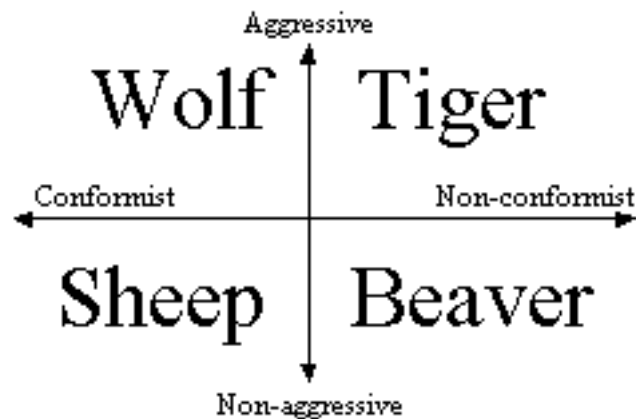 Aggressive
Wolf Tiger
Conformist Non-conformist
Sheep Beaver
Non-aggressive